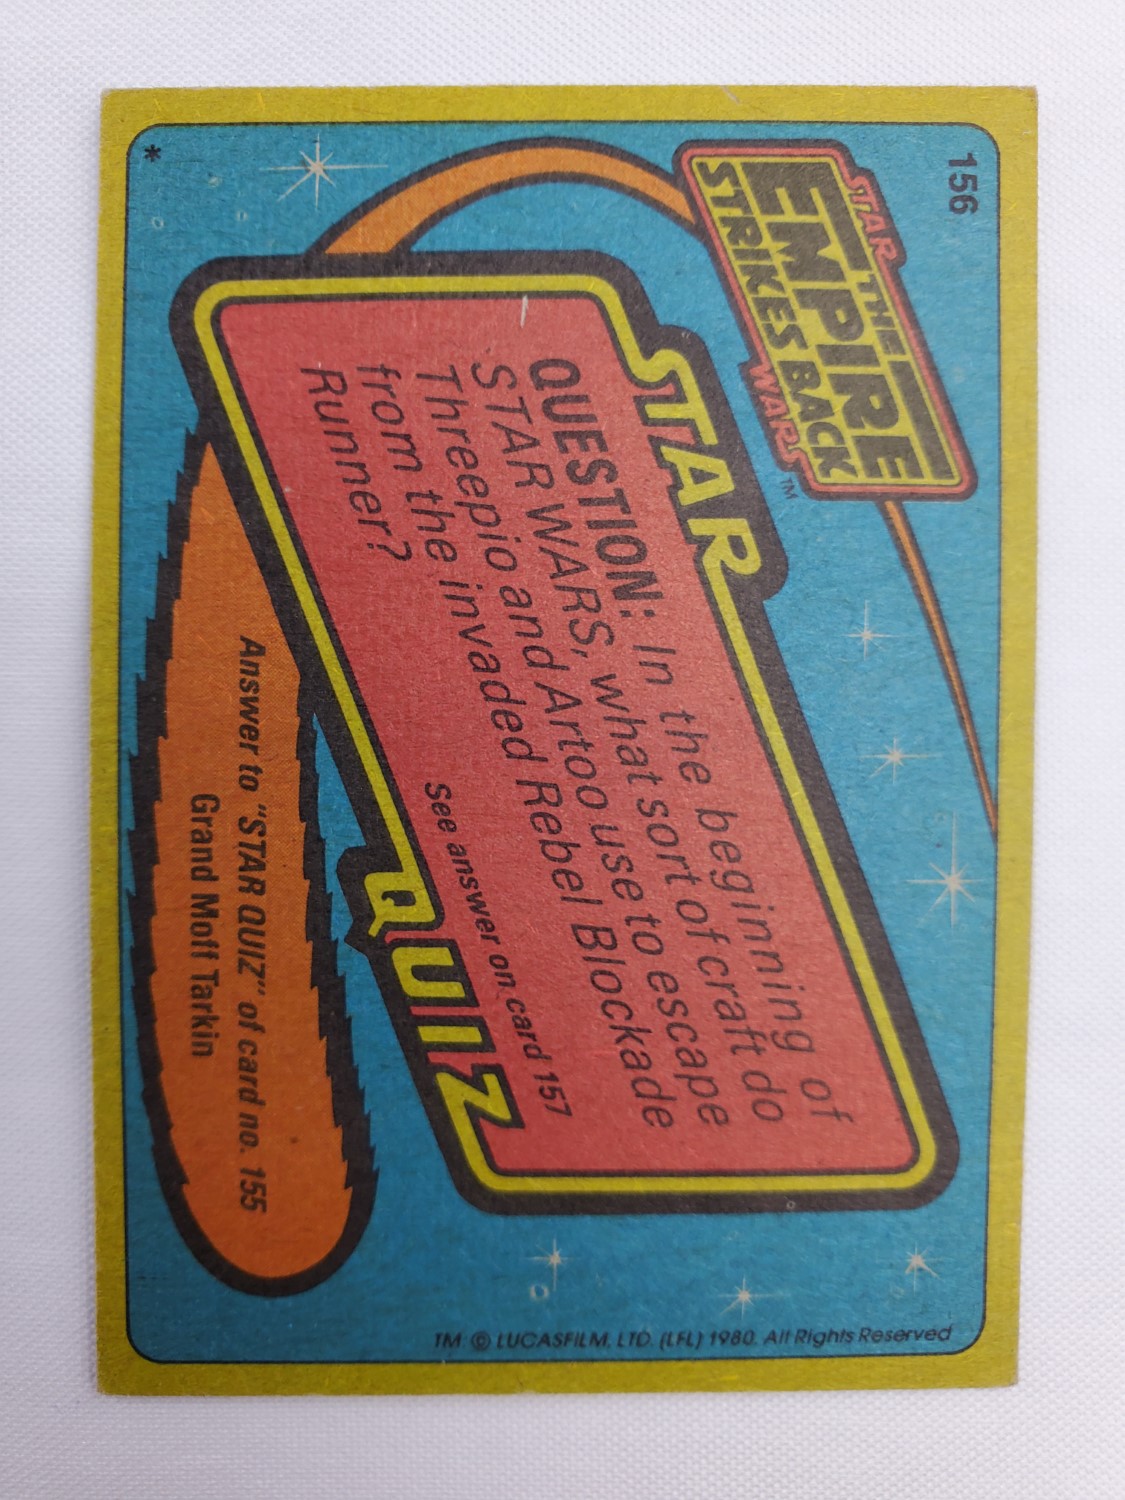 156
STAR
THE
EMPIRE
STRIKES BACK
WARS™
STAR
QUESTION: In the beginning of
STAR WARS, what sort of craft do
Threepio and Artoo use to escape
from the invaded Rebel Blockade
Runner?
See answer on card 157
QUIZ
Answer to "STAR QUIZ" of card no. 155
Grand Moff Tarkin
TM © LUCASFILM, LTD. (LFL) 1980. All Rights Reserved
*